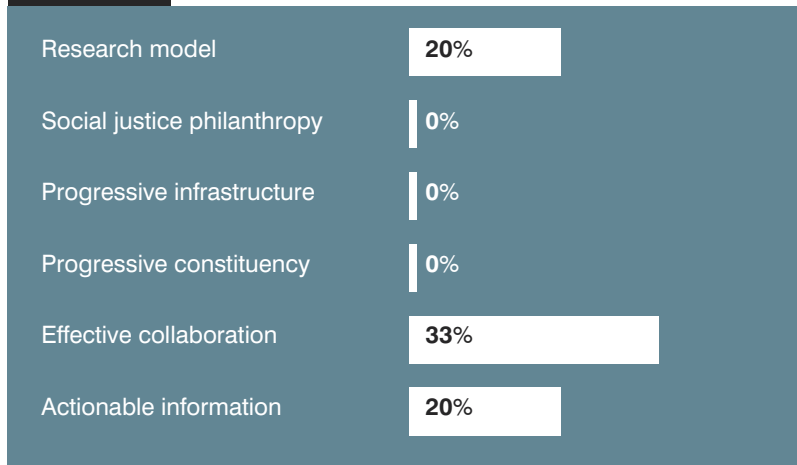 Research model 20%
Social justice philanthropy 0%
Progressive infrastructure 0%
Progressive constituency 0%
Effective collaboration 33%
Actionable information 20%